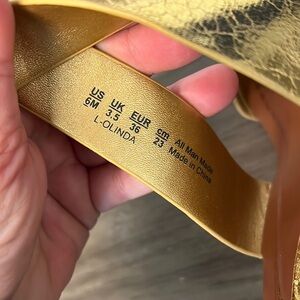 US UK EUR cm All Man Made
6M 3.5 36 23 Made in China
L-OLINDA